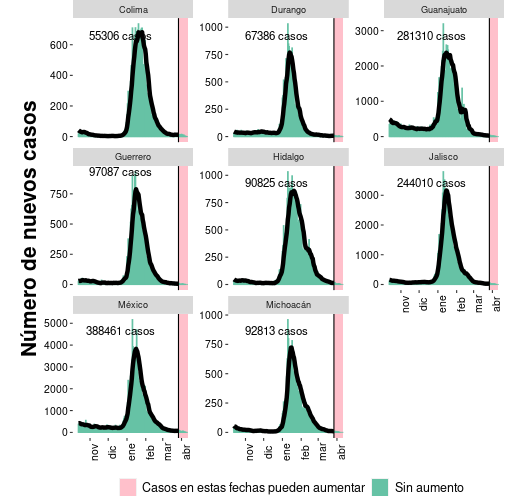 Número de nuevos casos
Colima
Durango
Guanajuato
55306 casos
67386 casos
281310 casos
600
400
200
0
1000
750
500
250
0
3000
2000
1000
0
Guerrero
Hidalgo
Jalisco
97087 casos
90825 casos
244010 casos
750
500
250
0
1000
750
500
250
0
3000
2000
1000
0
nov
dic
ene
feb
mar
abr
México
Michoacán
388461 casos
92813 casos
5000
4000
3000
2000
1000
0
1000
750
500
250
0
nov
dic
ene
feb
mar
abr
nov
dic
ene
feb
mar
abr
Casos en estas fechas pueden aumentar
Sin aumento